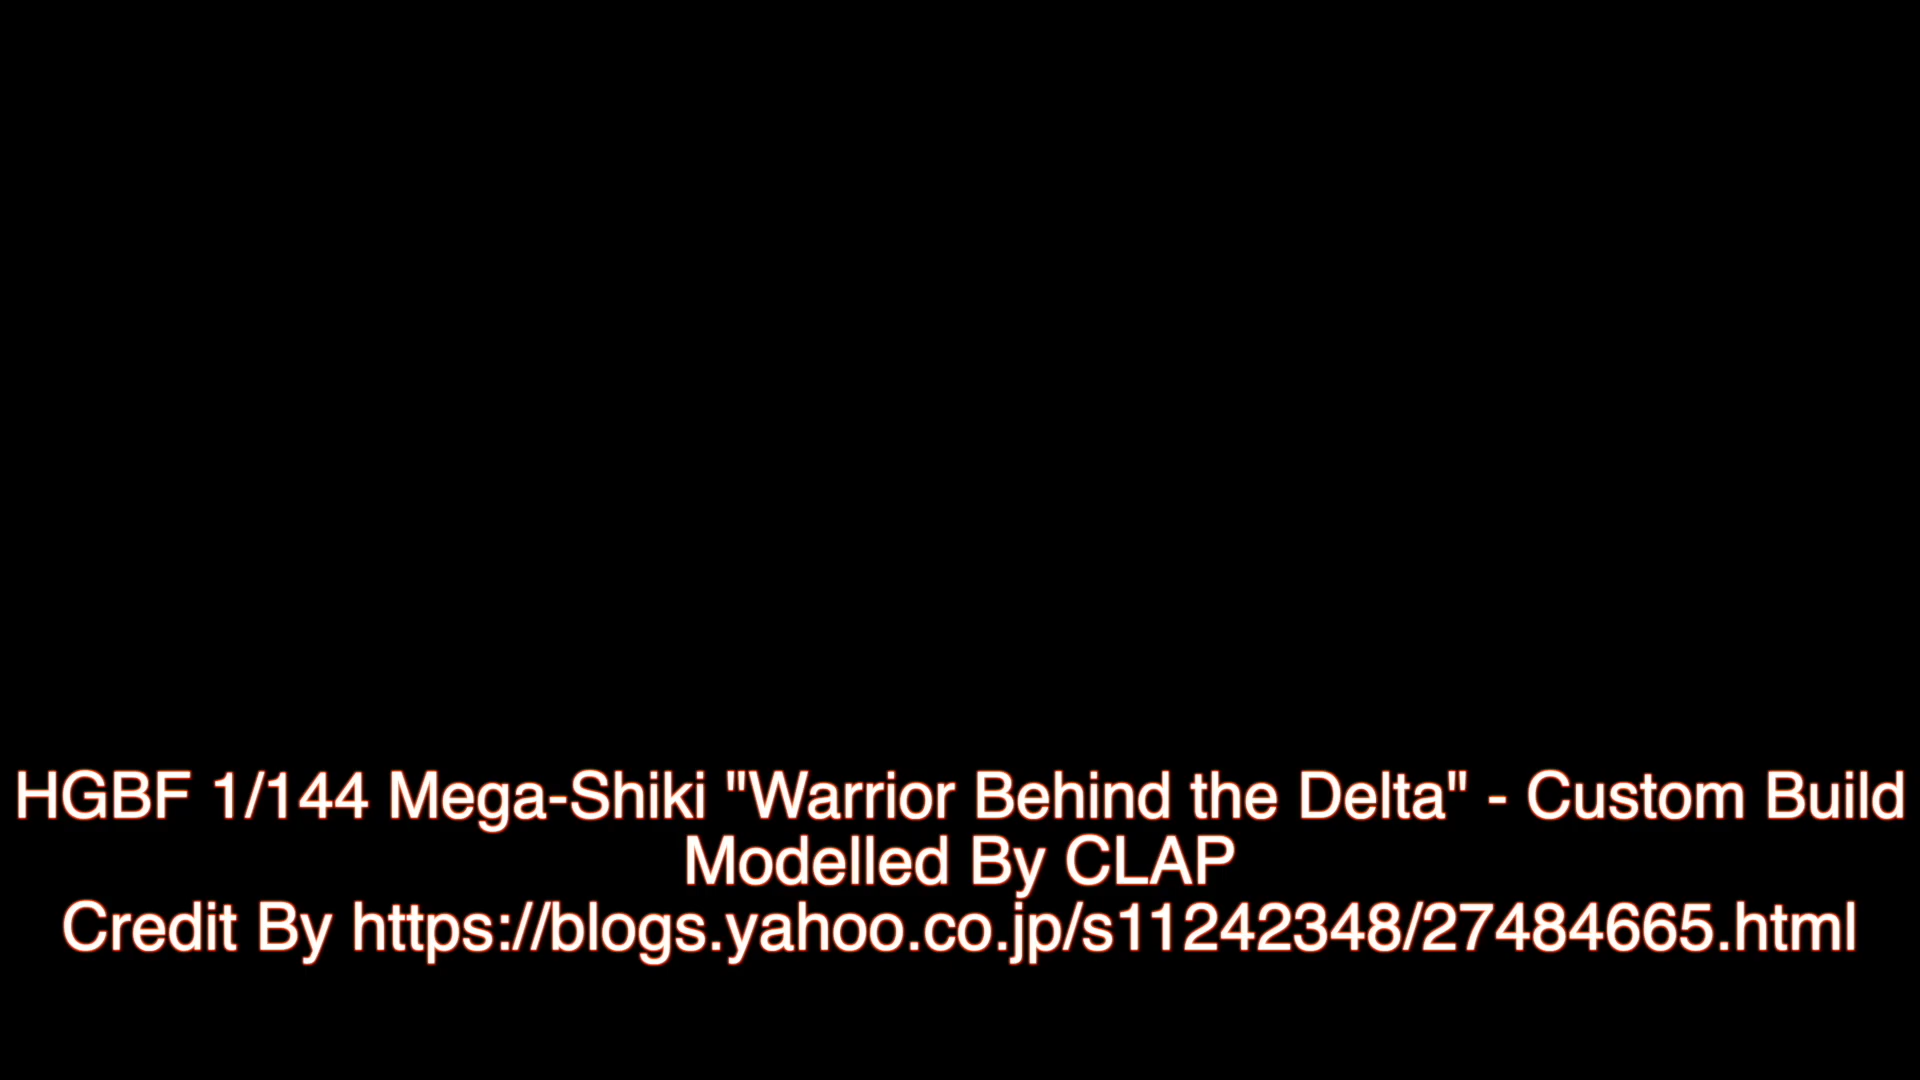 HGBF 1/144 Mega-Shiki "Warrior Behind the Delta" - Custom Build
Modelled By CLAP
Credit By https://blogs.yahoo.co.jp/s11242348/27484665.html